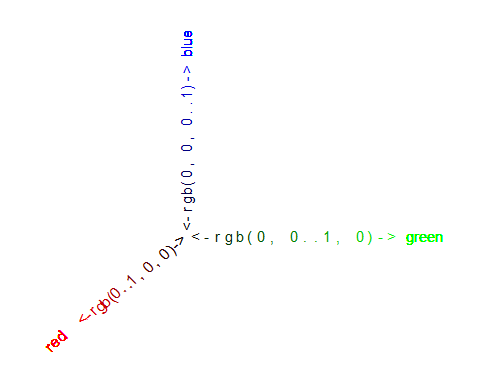 <-rgb(0, 0, 0..1)-> blue
<-rgb(0, 0..1, 0)-> green
red <-rgb(0..1, 0, 0)->